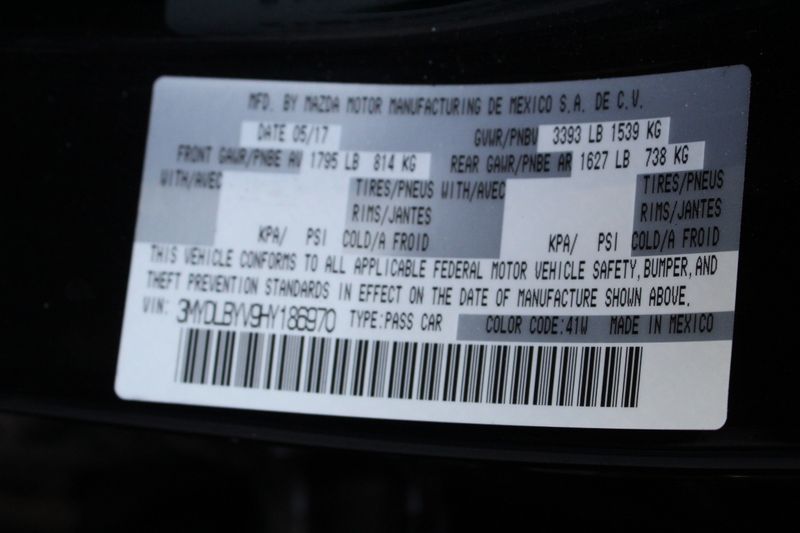 MFD. BY MAZDA MOTOR MANUFACTURING DE MEXICO S.A. DE C.V.
DATE 05/17 GVWR/PNBV 3393 LB 1539 KG
FRONT GAWR/PNBE AV 1795 LB 814 KG REAR GAWR/PNBE AR 1627 LB 738 KG
WITH/AVEC TIRES/PNEUS WITH/AVEC TIRES/PNEUS
RIMS/JANTES RIMS/JANTES
KPA/ PSI COLD/A FROID KPA/ PSI COLD/A FROID
THIS VEHICLE CONFORMS TO ALL APPLICABLE FEDERAL MOTOR VEHICLE SAFETY, BUMPER, AND
THEFT PREVENTION STANDARDS IN EFFECT ON THE DATE OF MANUFACTURE SHOWN ABOVE.
VIN: 3MYDLBYV9HY186970 TYPE:PASS CAR COLOR CODE:41W MADE IN MEXICO